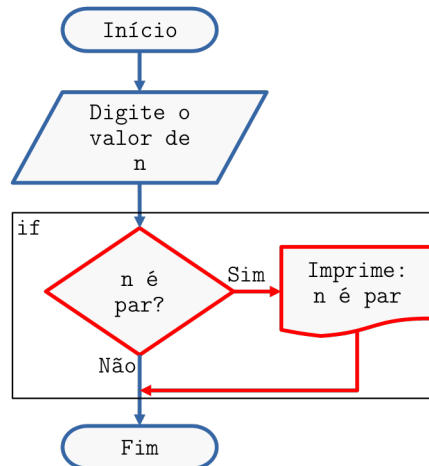 Início
Digite o
valor de
n
if
n é
par?
Sim
Imprime:
n é par
Não
Fim